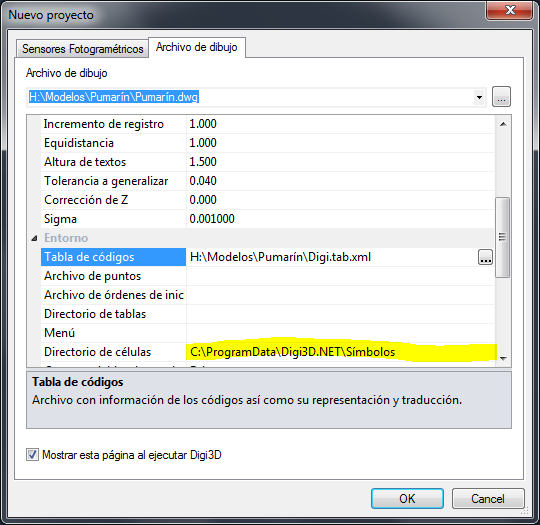 Nuevo proyecto
Sensores Fotogramétricos
Archivo de dibujo
Archivo de dibujo
H:\Modelos\Pumarín\Pumarín.dwg
...
Incremento de registro 1.000
Equidistancia 1.000
Altura de textos 1.500
Tolerancia a generalizar 0.040
Corrección de Z 0.000
Sigma 0.001000
Entorno
Tabla de códigos H:\Modelos\Pumarín\Digi.tab.xml ...
Archivo de puntos
Archivo de órdenes de inic
Directorio de tablas
Menú
Directorio de células C:\ProgramData\Digi3D.NET\Símbolos
Tabla de códigos
Archivo con información de los códigos así como su representación y traducción.
Mostrar esta página al ejecutar Digi3D
OK
Cancel